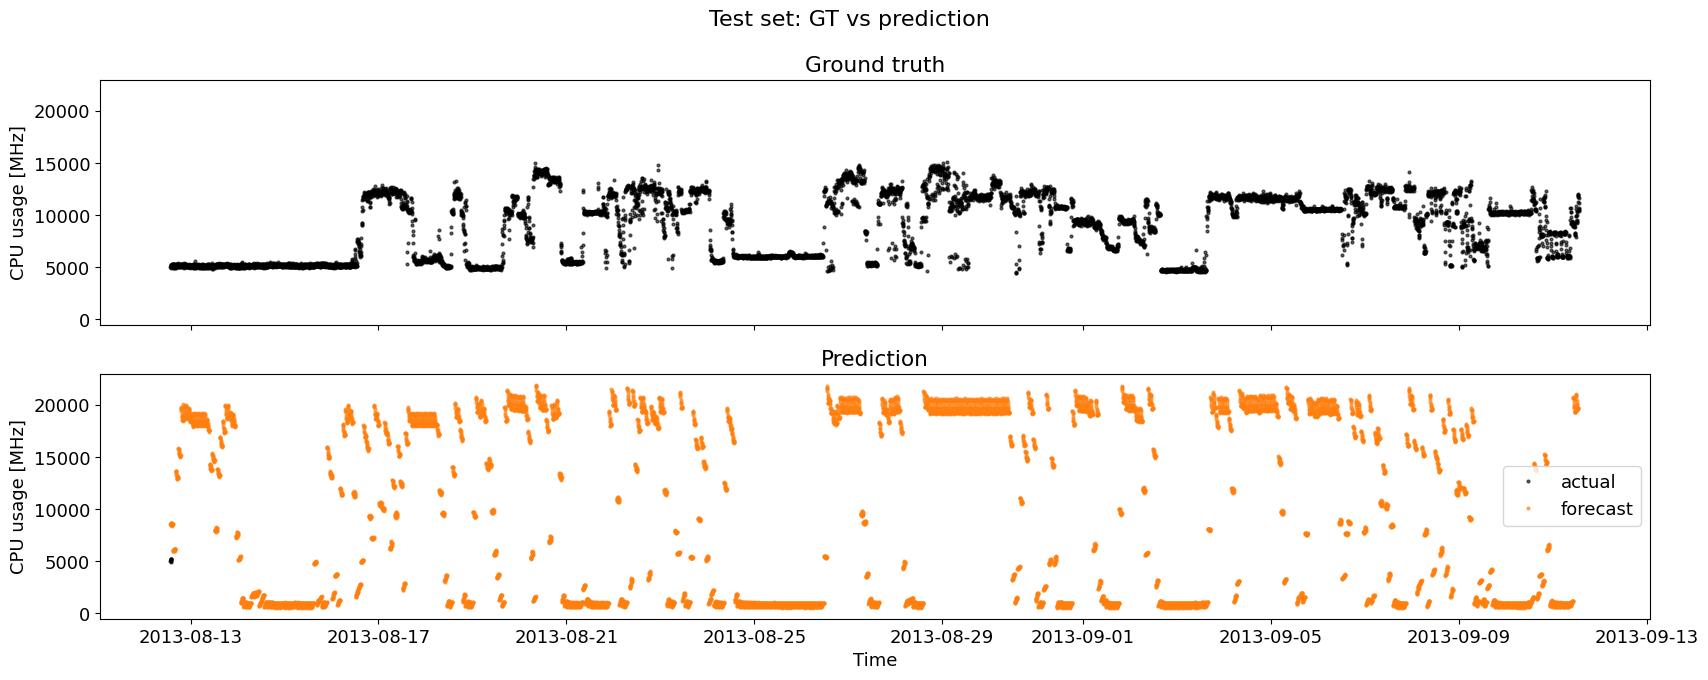 Test set: GT vs prediction
Ground truth
CPU usage [MHz]
20000
15000
10000
5000
0
Prediction
CPU usage [MHz]
20000
15000
10000
5000
0
actual
forecast
2013-08-13 2013-08-17 2013-08-21 2013-08-25 2013-08-29 2013-09-01 2013-09-05 2013-09-09 2013-09-13
Time